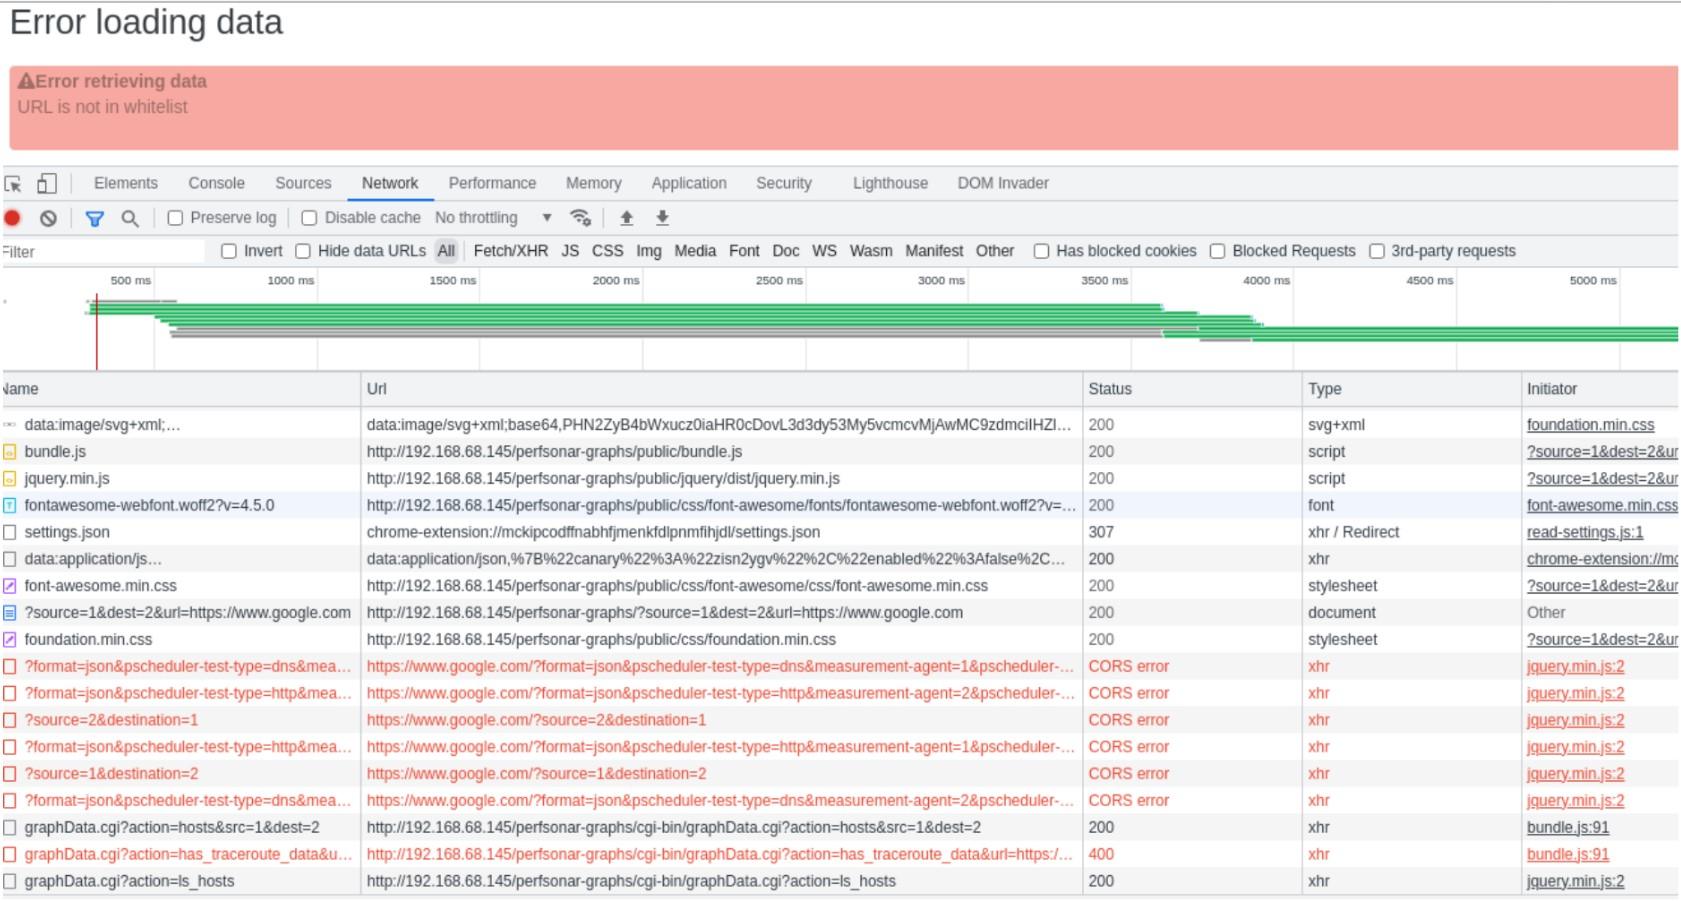 Error loading data
Error retrieving data
URL is not in whitelist
Elements Console Sources Network Performance Memory Application Security Lighthouse DOM Invader
Preserve log Disable cache No throttling
Filter Invert Hide data URLs All Fetch/XHR JS CSS Img Media Font Doc WS Wasm Manifest Other Has blocked cookies Blocked Requests 3rd-party requests
500 ms 1000 ms 1500 ms 2000 ms 2500 ms 3000 ms 3500 ms 4000 ms 4500 ms 5000 ms
Name Url Status Type Initiator
data:image/svg+xml;… data:image/svg+xml;base64,PHN2ZyB4bWxucz0iaHR0cDovL3d3dy53My5vcmcvMjAwMC9zdmciIHZl… 200 svg+xml foundation.min.css
bundle.js http://192.168.68.145/perfsonar-graphs/public/bundle.js 200 script ?source=1&dest=2&ur
jquery.min.js http://192.168.68.145/perfsonar-graphs/public/jquery/dist/jquery.min.js 200 script ?source=1&dest=2&ur
fontawesome-webfont.woff2?v=4.5.0 http://192.168.68.145/perfsonar-graphs/public/css/font-awesome/fonts/fontawesome-webfont.woff2?v=… 200 font font-awesome.min.css
settings.json chrome-extension://mckipcodffnabhfjmenkfdlpnmfihjdl/settings.json 307 xhr / Redirect read-settings.js:1
data:application/js… data:application/json,%7B%22canary%22%3A%22zisn2ygv%22%2C%22enabled%22%3Afalse%2C… 200 xhr chrome-extension://mc
font-awesome.min.css http://192.168.68.145/perfsonar-graphs/public/css/font-awesome/css/font-awesome.min.css 200 stylesheet ?source=1&dest=2&ur
?source=1&dest=2&url=https://www.google.com http://192.168.68.145/perfsonar-graphs/?source=1&dest=2&url=https://www.google.com 200 document Other
foundation.min.css http://192.168.68.145/perfsonar-graphs/public/css/foundation.min.css 200 stylesheet ?source=1&dest=2&ur
?format=json&pscheduler-test-type=dns&mea… https://www.google.com/?format=json&pscheduler-test-type=dns&measurement-agent=1&pscheduler-… CORS error xhr jquery.min.js:2
?format=json&pscheduler-test-type=http&mea… https://www.google.com/?format=json&pscheduler-test-type=http&measurement-agent=2&pscheduler-… CORS error xhr jquery.min.js:2
?source=2&destination=1 https://www.google.com/?source=2&destination=1 CORS error xhr jquery.min.js:2
?format=json&pscheduler-test-type=http&mea… https://www.google.com/?format=json&pscheduler-test-type=http&measurement-agent=1&pscheduler-… CORS error xhr jquery.min.js:2
?source=1&destination=2 https://www.google.com/?source=1&destination=2 CORS error xhr jquery.min.js:2
?format=json&pscheduler-test-type=dns&mea… https://www.google.com/?format=json&pscheduler-test-type=dns&measurement-agent=2&pscheduler-… CORS error xhr jquery.min.js:2
graphData.cgi?action=hosts&src=1&dest=2 http://192.168.68.145/perfsonar-graphs/cgi-bin/graphData.cgi?action=hosts&src=1&dest=2 200 xhr bundle.js:91
graphData.cgi?action=has_traceroute_data&u… http://192.168.68.145/perfsonar-graphs/cgi-bin/graphData.cgi?action=has_traceroute_data&url=https:/… 400 xhr bundle.js:91
graphData.cgi?action=ls_hosts http://192.168.68.145/perfsonar-graphs/cgi-bin/graphData.cgi?action=ls_hosts 200 xhr jquery.min.js:2